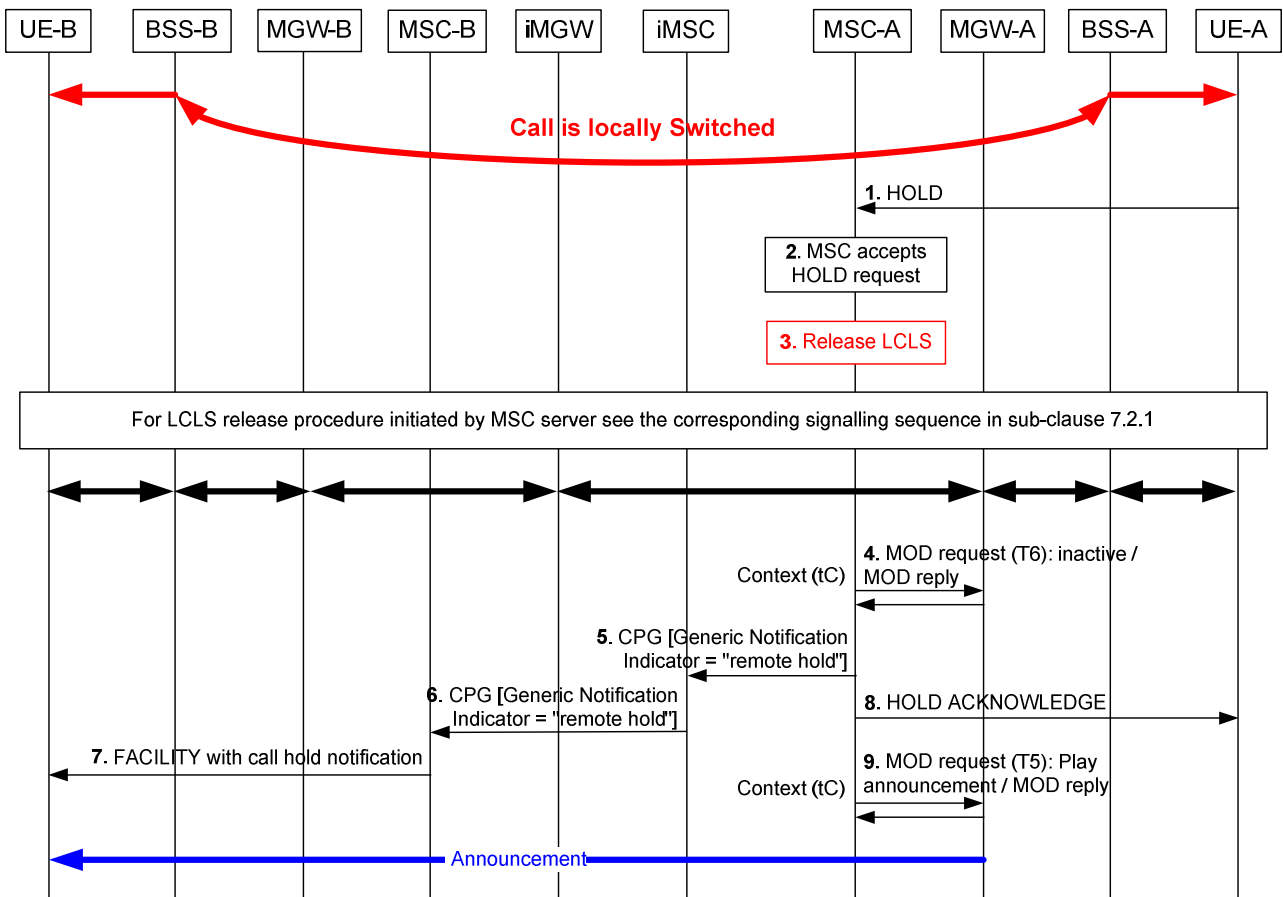 UE-B
BSS-B
MGW-B
MSC-B
iMGW
iMSC
MSC-A
MGW-A
BSS-A
UE-A
Call is locally Switched
1. HOLD
2. MSC accepts
HOLD request
3. Release LCLS
For LCLS release procedure initiated by MSC server see the corresponding signalling sequence in sub-clause 7.2.1
4. MOD request (T6): inactive /
MOD reply
Context (tC)
5. CPG [Generic Notification
Indicator = "remote hold"]
6. CPG [Generic Notification
Indicator = "remote hold"]
8. HOLD ACKNOWLEDGE
7. FACILITY with call hold notification
9. MOD request (T5): Play
announcement / MOD reply
Context (tC)
Announcement